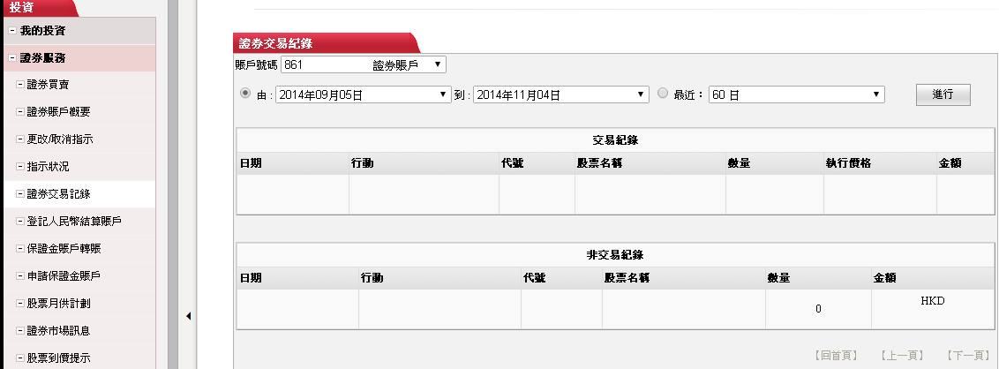 投資
我的投資
證券服務
證券買賣
證券賬戶概要
更改/取消指示
指示狀況
證券交易記錄
登記人民幣結算賬戶
保證金賬戶轉賬
申請保證金賬戶
股票月供計劃
證券市場訊息
股票到價提示
證券交易紀錄
賬戶號碼 861 證券賬戶
由 : 2014年09月05日 到 : 2014年11月04日 最近： 60 日 進行
交易紀錄
日期 行動 代號 股票名稱 數量 執行價格 金額
非交易紀錄
日期 行動 代號 股票名稱 數量 金額
0 HKD
【回首頁】 【上一頁】 【下一頁】